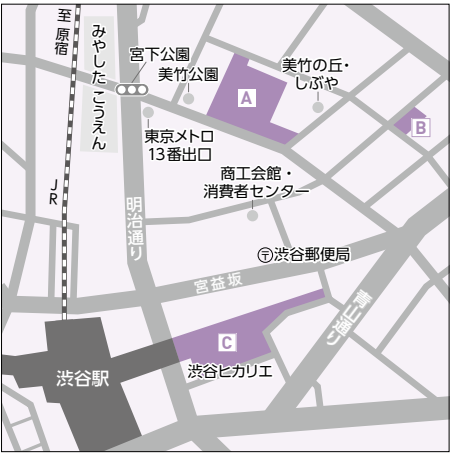 至 原宿
みやした こうえん
宮下公園
美竹公園
美竹の丘・
しぶや
A
B
東京メトロ
13番出口
商工会館・
消費者センター
JR
明治通り
〒渋谷郵便局
宮益坂
青山通り
C
渋谷ヒカリエ
渋谷駅